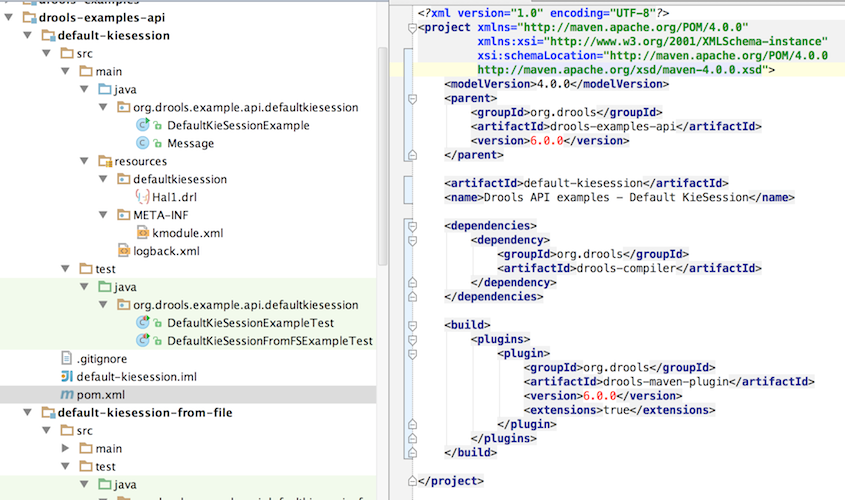 drools-examples
drools-examples-api
default-kiesession
src
main
java
org.drools.example.api.defaultkiesession
DefaultKieSessionExample
Message
resources
defaultkiesession
Hal1.drl
META-INF
kmodule.xml
logback.xml
test
java
org.drools.example.api.defaultkiesession
DefaultKieSessionExampleTest
DefaultKieSessionFromFSExampleTest
.gitignore
default-kiesession.iml
pom.xml
default-kiesession-from-file
src
main
test
java
<?xml version="1.0" encoding="UTF-8"?>
<project xmlns="http://maven.apache.org/POM/4.0.0"
xmlns:xsi="http://www.w3.org/2001/XMLSchema-instance"
xsi:schemaLocation="http://maven.apache.org/POM/4.0.0
http://maven.apache.org/xsd/maven-4.0.0.xsd">
<modelVersion>4.0.0</modelVersion>
<parent>
<groupId>org.drools</groupId>
<artifactId>drools-examples-api</artifactId>
<version>6.0.0</version>
</parent>
<artifactId>default-kiesession</artifactId>
<name>Drools API examples - Default KieSession</name>
<dependencies>
<dependency>
<groupId>org.drools</groupId>
<artifactId>drools-compiler</artifactId>
</dependency>
</dependencies>
<build>
<plugins>
<plugin>
<groupId>org.drools</groupId>
<artifactId>drools-maven-plugin</artifactId>
<version>6.0.0</version>
<extensions>true</extensions>
</plugin>
</plugins>
</build>
</project>